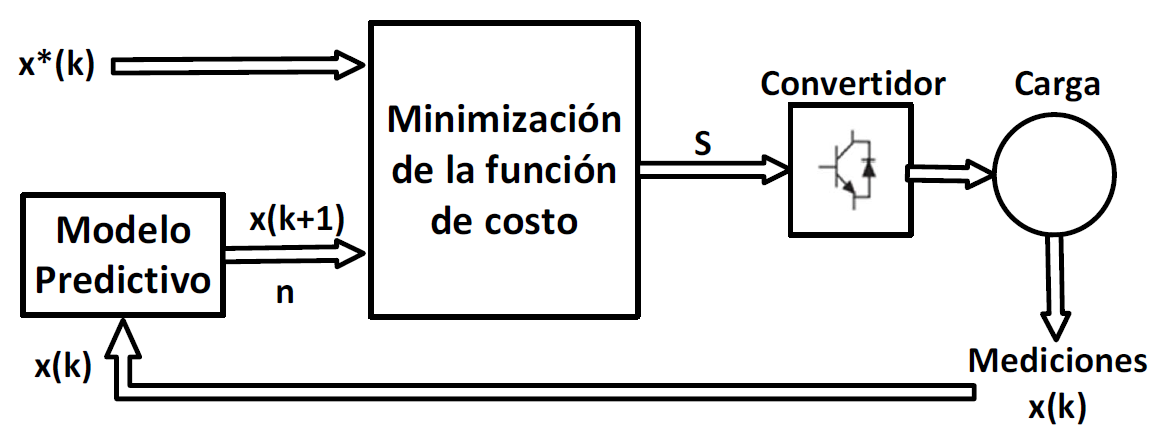 x*(k)
Minimización
de la función
de costo
S
Convertidor
Carga
Modelo
Predictivo
x(k+1)
n
x(k)
Mediciones
x(k)